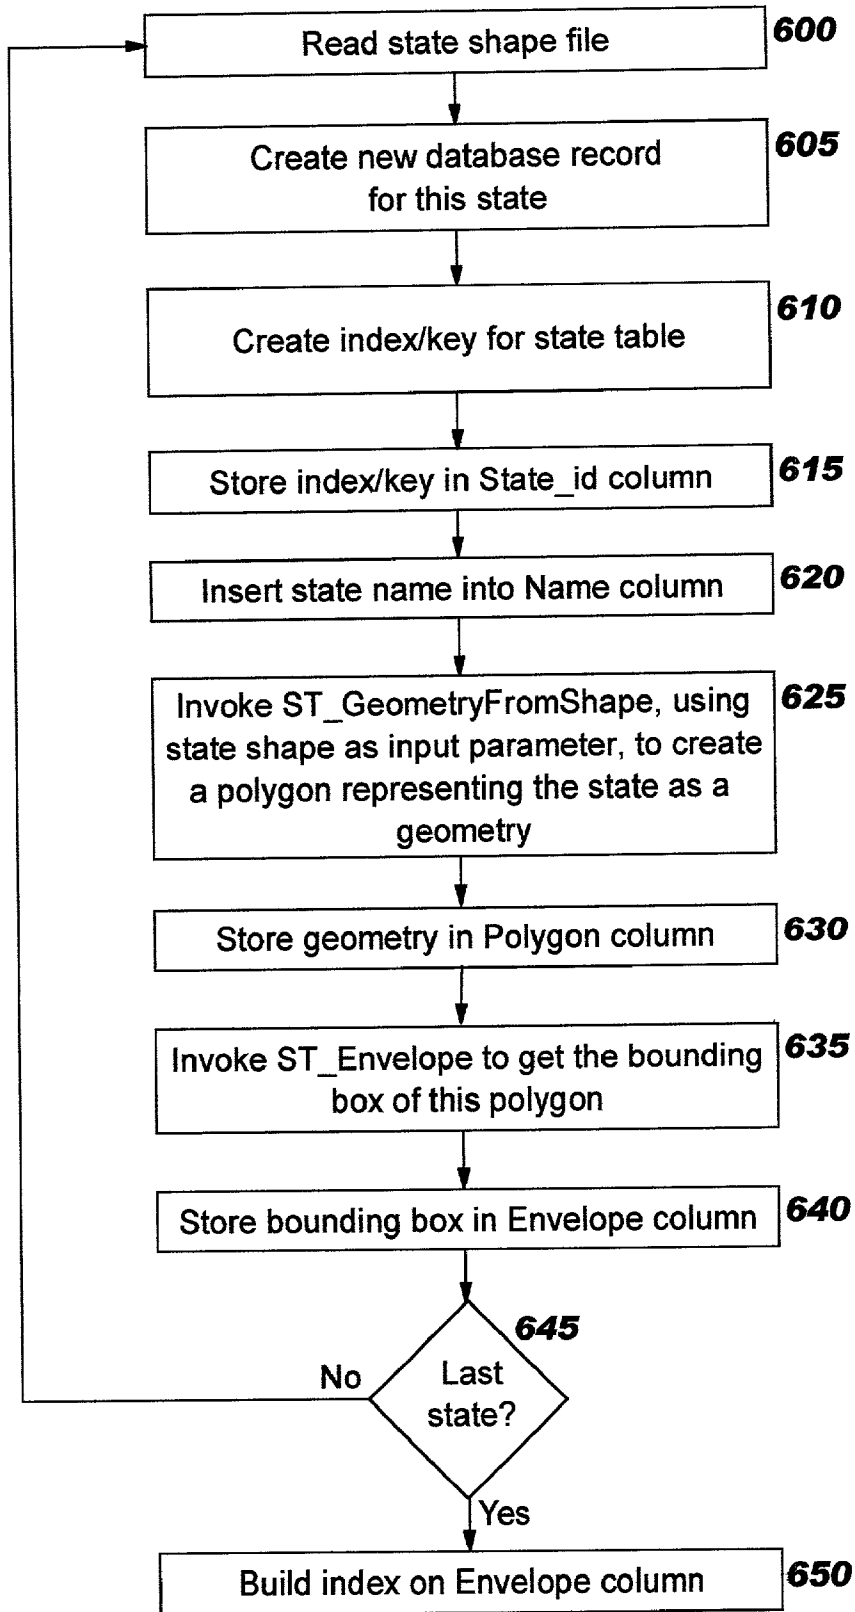 Read state shape file
600
Create new database record
for this state
605
Create index/key for state table
610
Store index/key in State_id column
615
Insert state name into Name column
620
Invoke ST_GeometryFromShape, using
state shape as input parameter, to create
a polygon representing the state as a
geometry
625
Store geometry in Polygon column
630
Invoke ST_Envelope to get the bounding
box of this polygon
635
Store bounding box in Envelope column
640
645
Last
state?
No
Yes
Build index on Envelope column
650